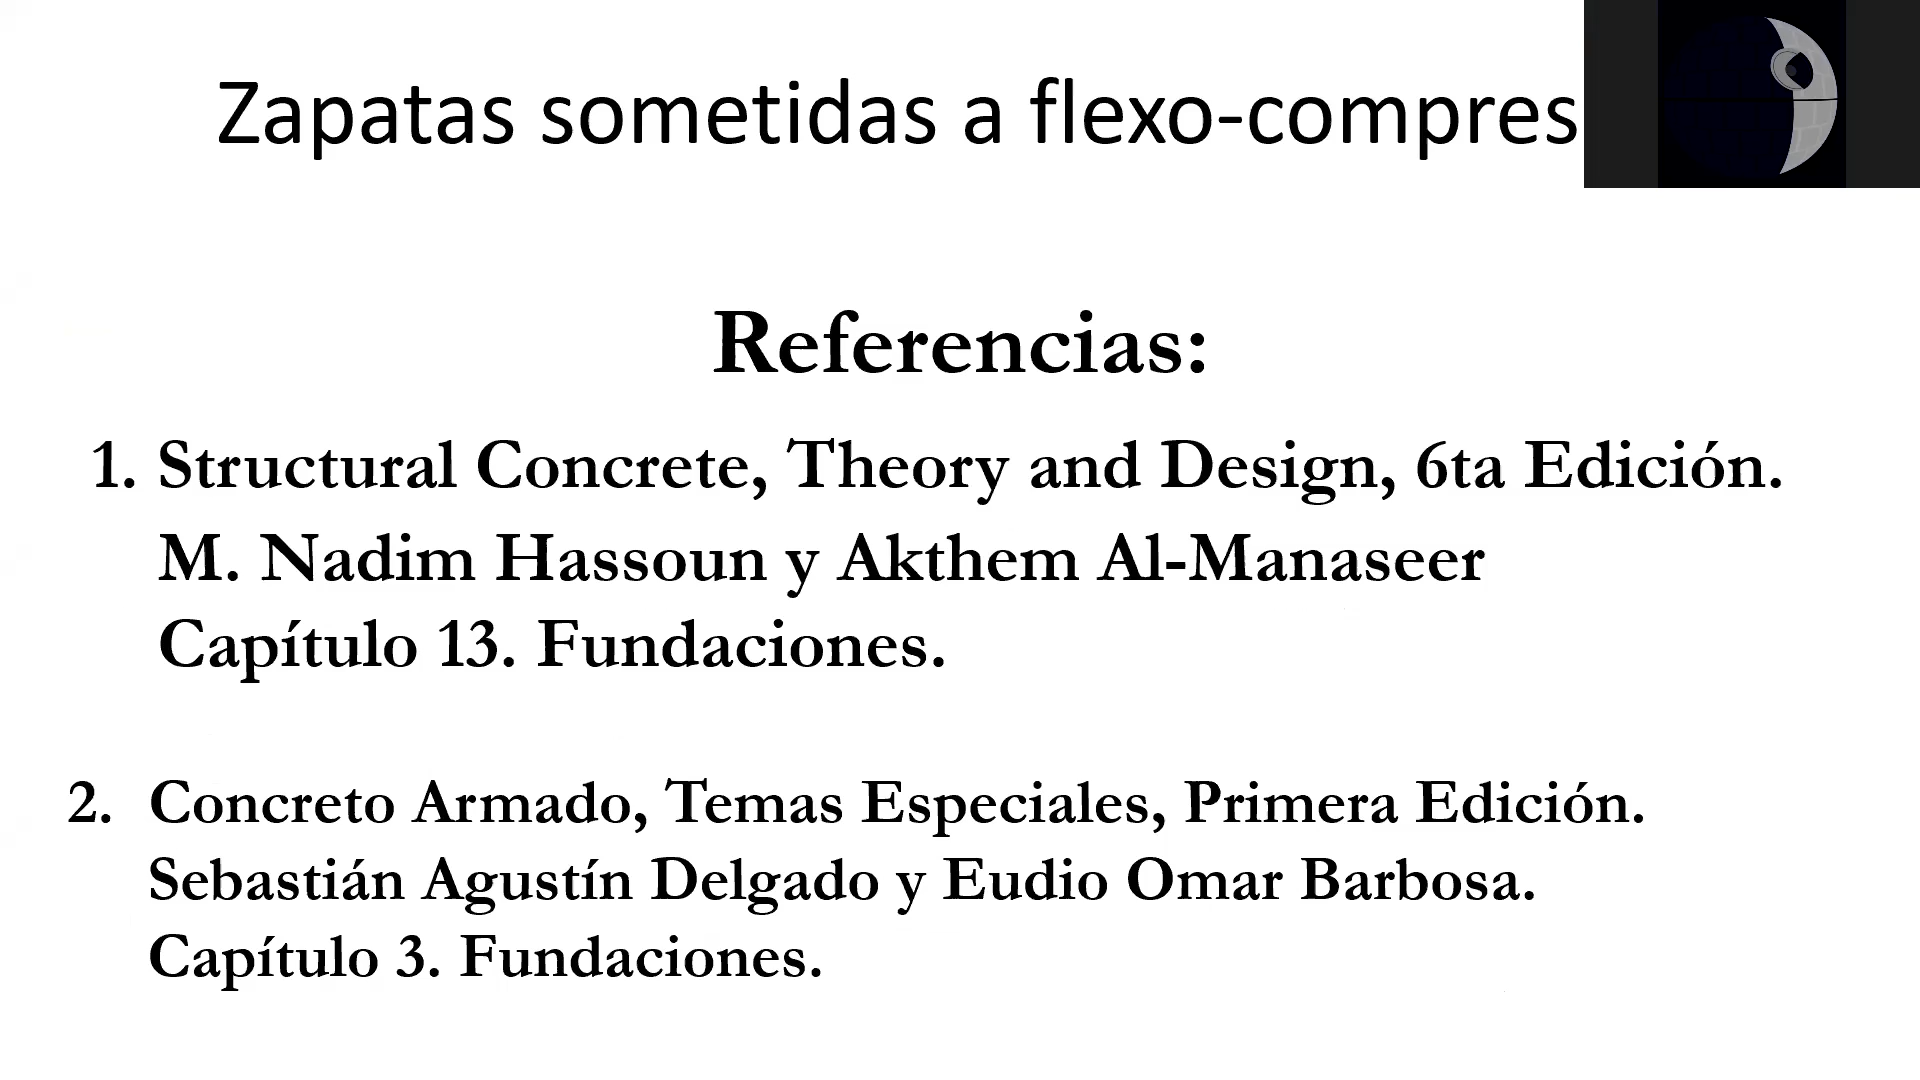 Zapatas sometidas a flexo-compres
Referencias:
1. Structural Concrete, Theory and Design, 6ta Edición.
M. Nadim Hassoun y Akthem Al-Manaseer
Capítulo 13. Fundaciones.
2. Concreto Armado, Temas Especiales, Primera Edición.
Sebastián Agustín Delgado y Eudio Omar Barbosa.
Capítulo 3. Fundaciones.